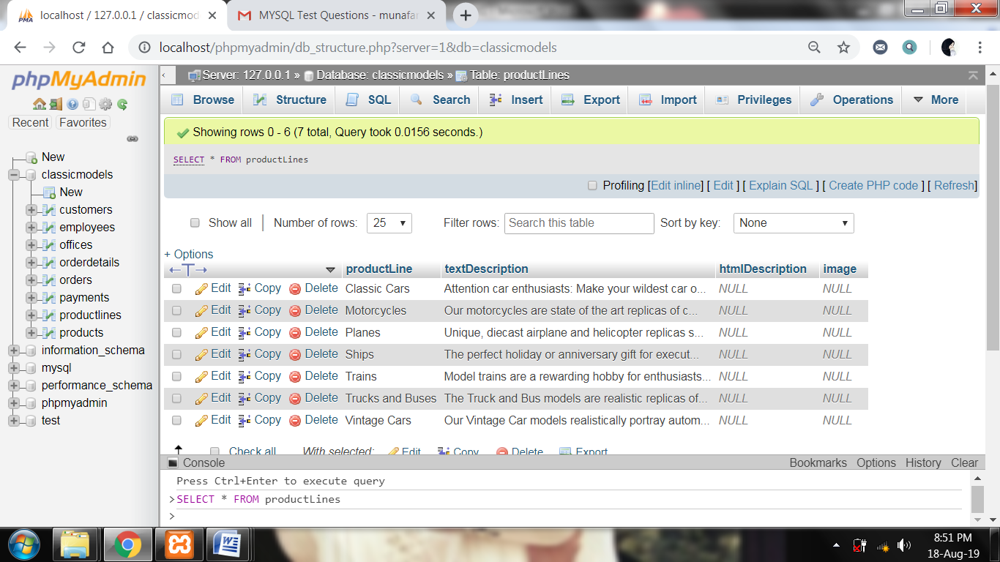 localhost / 127.0.0.1 / classicmod
MYSQL Test Questions - munafar
localhost/phpmyadmin/db_structure.php?server=1&db=classicmodels
phpMyAdmin
Recent Favorites
New
classicmodels
New
customers
employees
offices
orderdetails
orders
payments
productlines
products
information_schema
mysql
performance_schema
phpmyadmin
test
Server: 127.0.0.1 » Database: classicmodels » Table: productLines
Browse Structure SQL Search Insert Export Import Privileges Operations More
Showing rows 0 - 6 (7 total, Query took 0.0156 seconds.)
SELECT * FROM productLines
Profiling [Edit inline] [ Edit ] [ Explain SQL ] [ Create PHP code ] [ Refresh]
Show all | Number of rows: 25 Filter rows: Search this table Sort by key: None
+ Options
←T→ productLine textDescription htmlDescription image
Edit Copy Delete Classic Cars Attention car enthusiasts: Make your wildest car o... NULL NULL
Edit Copy Delete Motorcycles Our motorcycles are state of the art replicas of c... NULL NULL
Edit Copy Delete Planes Unique, diecast airplane and helicopter replicas s... NULL NULL
Edit Copy Delete Ships The perfect holiday or anniversary gift for execut... NULL NULL
Edit Copy Delete Trains Model trains are a rewarding hobby for enthusiasts... NULL NULL
Edit Copy Delete Trucks and Buses The Truck and Bus models are realistic replicas of... NULL NULL
Edit Copy Delete Vintage Cars Our Vintage Car models realistically portray autom... NULL NULL
Check all With selected: Edit Copy Delete Export
Console Bookmarks Options History Clear
Press Ctrl+Enter to execute query
>SELECT * FROM productLines
>
8:51 PM
18-Aug-19